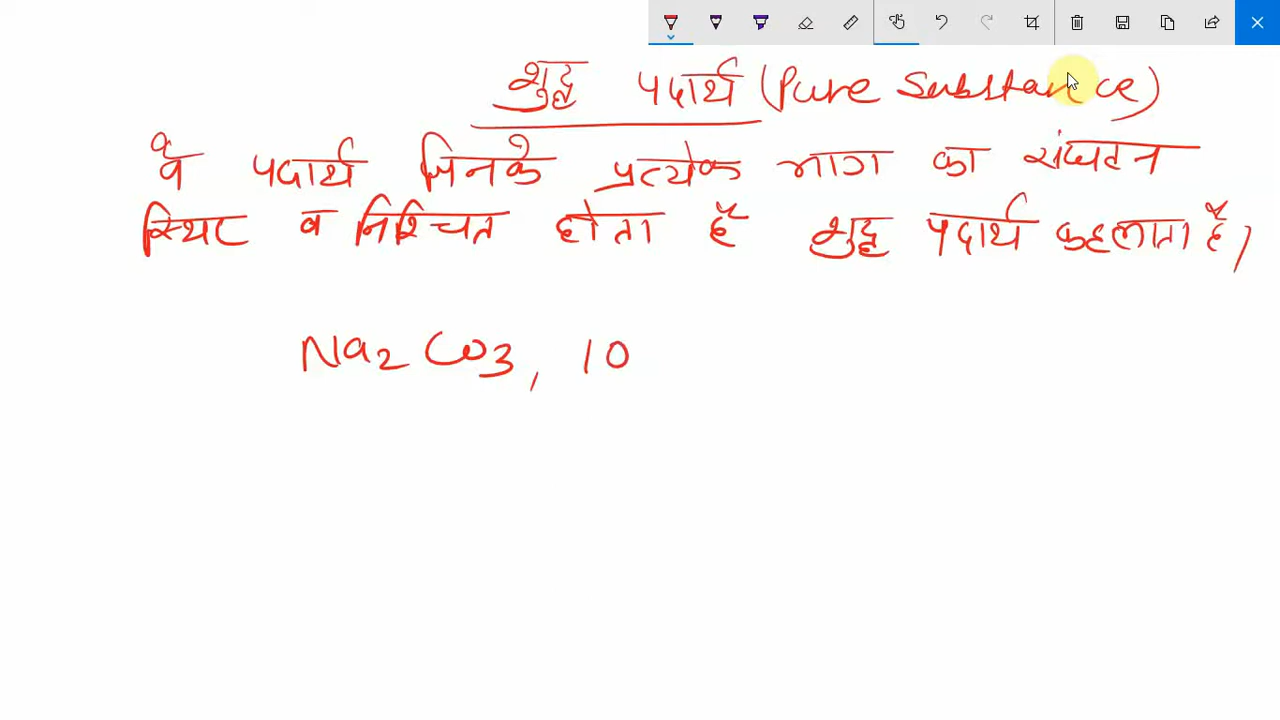 शुद्ध पदार्थ (Pure Substance)
वे पदार्थ जिनके प्रत्येक भाग का संघटन
स्थिर व निश्चित होता है शुद्ध पदार्थ कहलाता है,
Na2CO3, 10